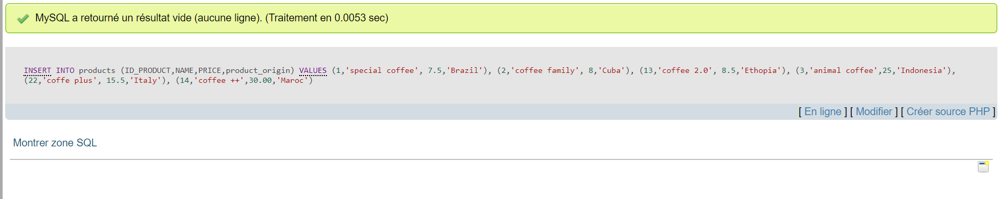 MySQL a retourné un résultat vide (aucune ligne). (Traitement en 0.0053 sec)
INSERT INTO products (ID_PRODUCT,NAME,PRICE,product_origin) VALUES (1,'special coffee', 7.5,'Brazil'), (2,'coffee family', 8,'Cuba'), (13,'coffee 2.0', 8.5,'Ethopia'), (3,'animal coffee',25,'Indonesia'),
(22,'coffe plus', 15.5,'Italy'), (14,'coffee ++',30.00,'Maroc')
[ En ligne ] [ Modifier ] [ Créer source PHP ]
Montrer zone SQL